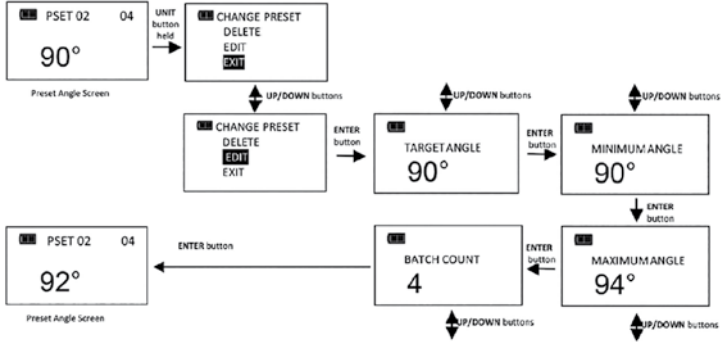 PSET 02 04
90°
Preset Angle Screen
UNIT
button
held
CHANGE PRESET
DELETE
EDIT
EXIT
UP/DOWN buttons
CHANGE PRESET
DELETE
EDIT
EXIT
ENTER
button
UP/DOWN buttons
TARGET ANGLE
90°
ENTER
button
UP/DOWN buttons
MINIMUM ANGLE
90°
ENTER
button
MAXIMUM ANGLE
94°
UP/DOWN buttons
ENTER
button
BATCH COUNT
4
UP/DOWN buttons
ENTER button
PSET 02 04
92°
Preset Angle Screen